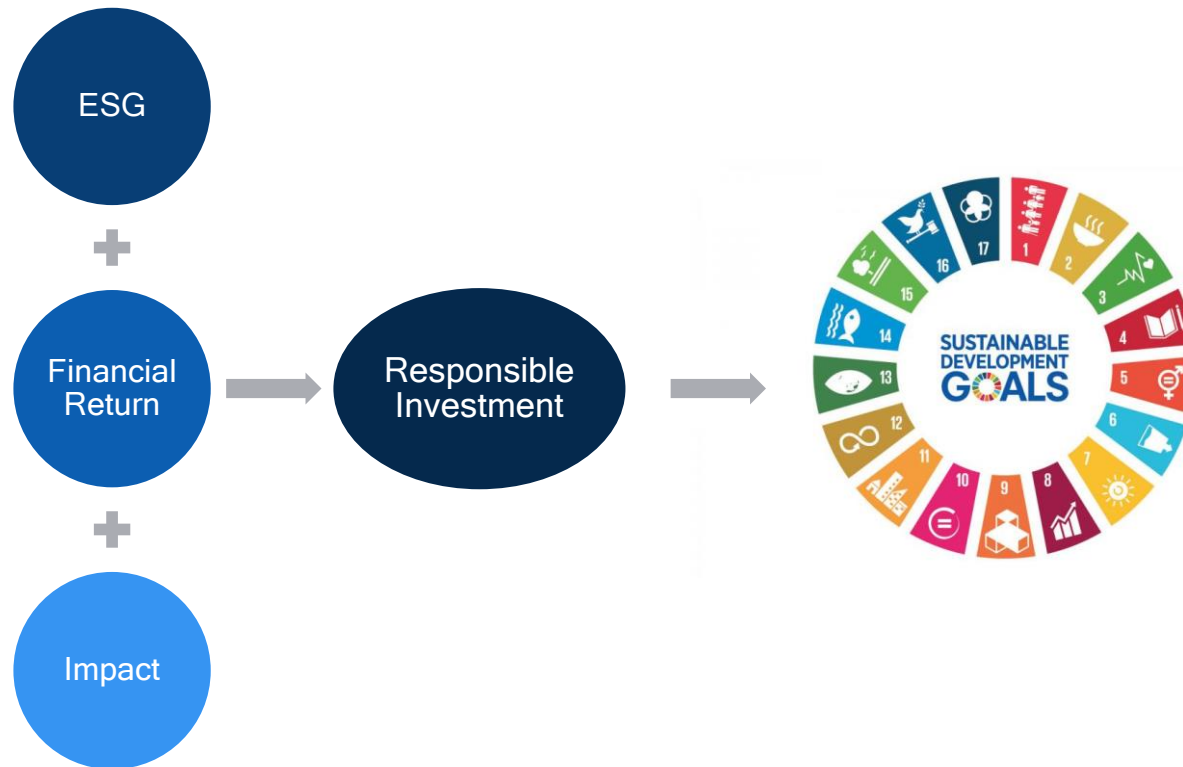 ESG
Financial
Return
Impact
Responsible
Investment
SUSTAINABLE
DEVELOPMENT
GOALS
1
2
3
4
5
6
7
8
9
10
11
12
13
14
15
16
17